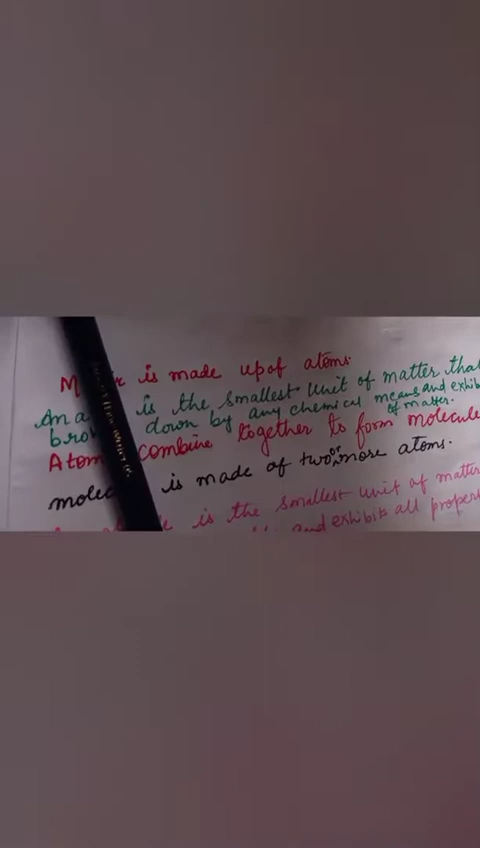 M is made up of atoms.
An a is the smallest unit of matter tha
bro down by any chemical means and exhib
of matter.
Atom combine together to form molecule
molec is made of two or more atoms.
is the smallest unit of matter
and exhibits all proper